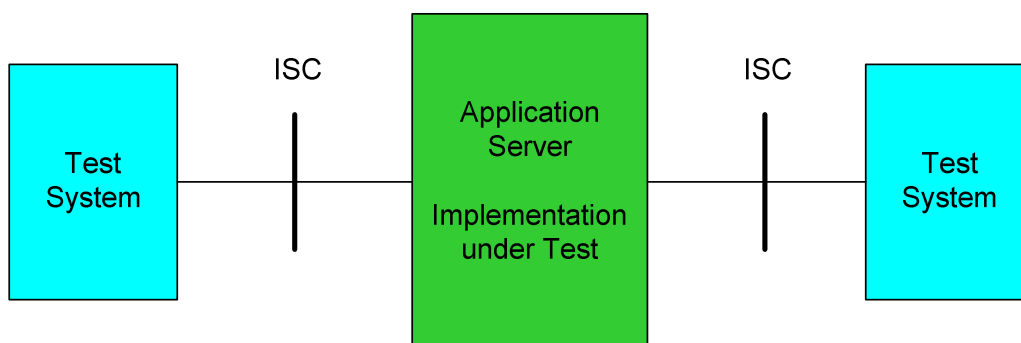 ISC
ISC
Test
System
Application
Server
Implementation
under Test
Test
System